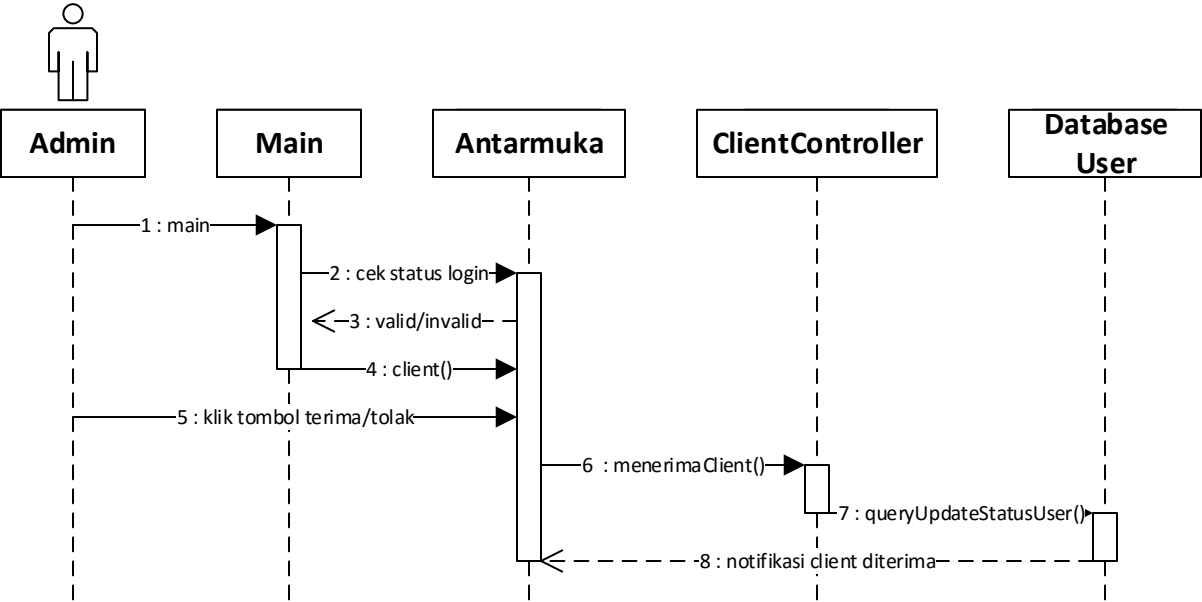 Admin
Main
Antarmuka
ClientController
Database
User
1 : main
2 : cek status login
3 : valid/invalid
4 : client()
5 : klik tombol terima/tolak
6 : menerimaClient()
7 : queryUpdateStatusUser()
8 : notifikasi client diterima